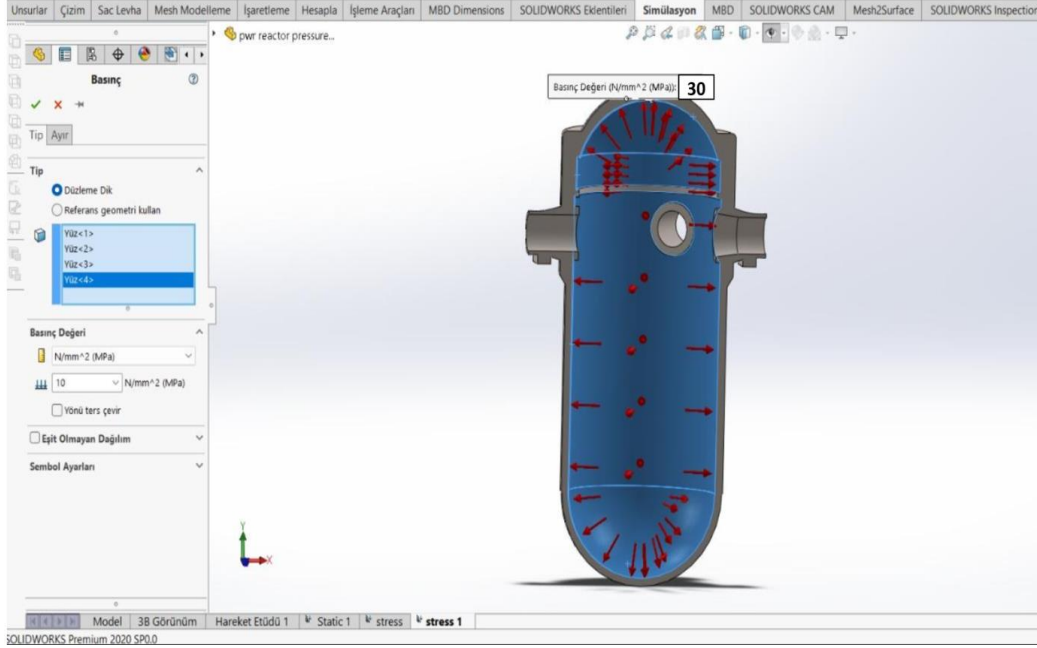 Unsurlar Çizim Sac Levha Mesh Modelleme İşaretleme Hesapla İşleme Araçları MBD Dimensions SOLIDWORKS Eklentileri Simülasyon MBD SOLIDWORKS CAM Mesh2Surface SOLIDWORKS Inspection
pwr reactor pressure...
Basınç
Basınç Değeri (N/mm^2 (MPa)): 30
Tip Ayır
Tip
Düzleme Dik
Referans geometri kullan
Yüz<1>
Yüz<2>
Yüz<3>
Yüz<4>
Basınç Değeri
N/mm^2 (MPa)
10 N/mm^2 (MPa)
Yönü ters çevir
Eşit Olmayan Dağılım
Sembol Ayarları
Y
X
Model 3B Görünüm Hareket Etüdü 1 Static 1 stress stress 1
SOLIDWORKS Premium 2020 SP0.0